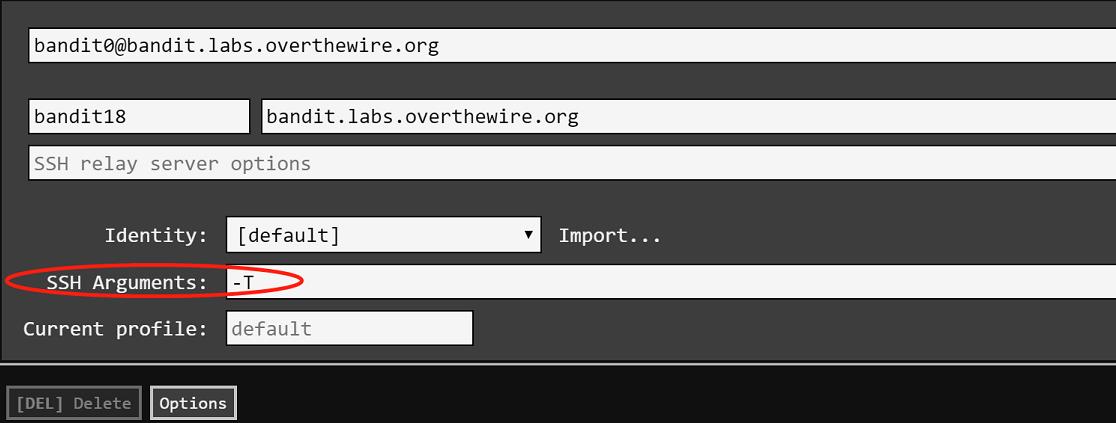 bandit0@bandit.labs.overthewire.org
bandit18 bandit.labs.overthewire.org
SSH relay server options
Identity: [default] Import...
SSH Arguments: -T
Current profile: default
[DEL] Delete Options